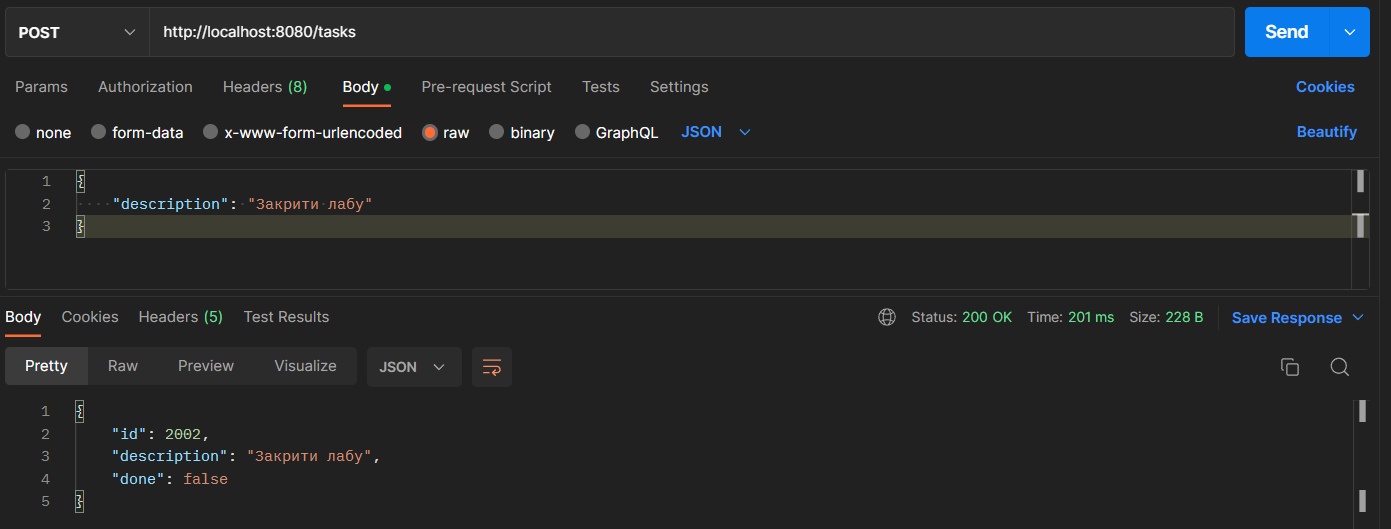 POST http://localhost:8080/tasks Send
Params Authorization Headers (8) Body Pre-request Script Tests Settings Cookies
none form-data x-www-form-urlencoded raw binary GraphQL JSON Beautify
1 {
2 "description": "Закрити лабу"
3 }
Body Cookies Headers (5) Test Results Status: 200 OK Time: 201 ms Size: 228 B Save Response
Pretty Raw Preview Visualize JSON
1 {
2 "id": 2002,
3 "description": "Закрити лабу",
4 "done": false
5 }